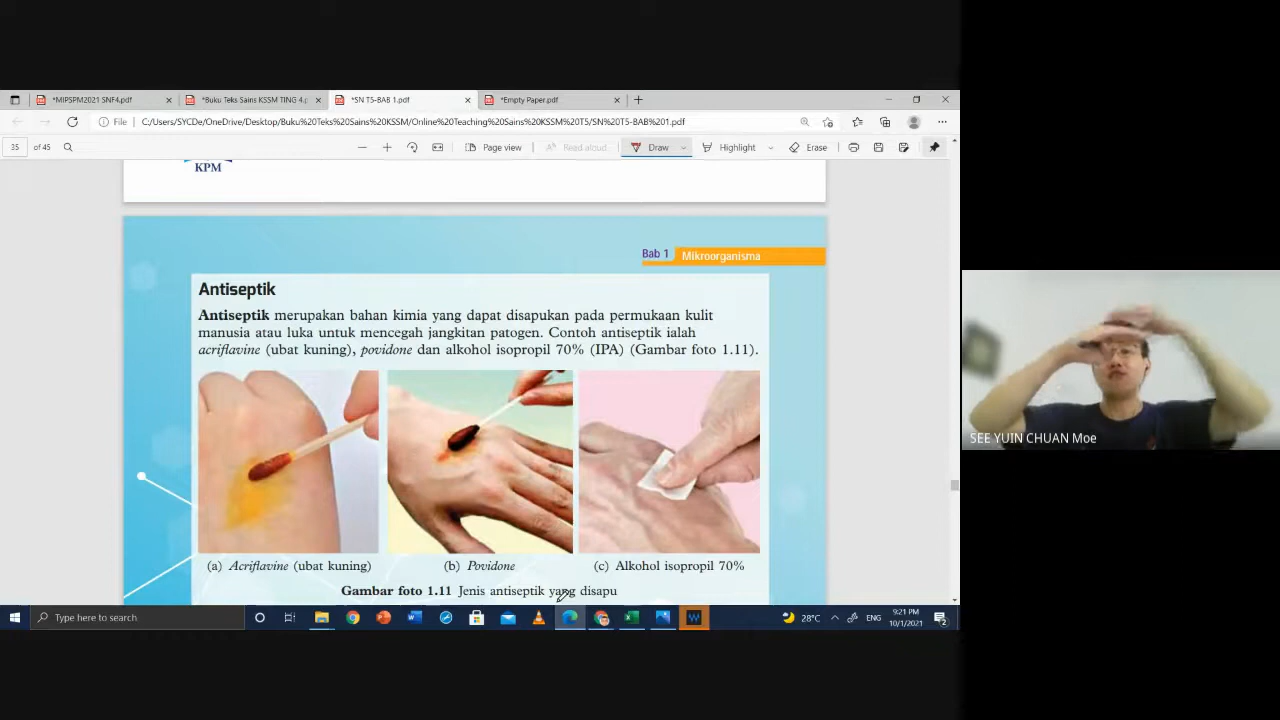 *MIPSPM2021 SNF4.pdf
*Buku Teks Sains KSSM TING 4.p
*SN T5-BAB 1.pdf
*Empty Paper.pdf
File
C:/Users/SYCDe/OneDrive/Desktop/Buku%20Teks%20Sains%20KSSM/Online%20Teaching%20Sains%20KSSM%20T5/SN%20T5-BAB%201.pdf
35 of 45
Page view
Read aloud
Draw
Highlight
Erase
KPM
Bab 1 Mikroorganisma
Antiseptik
Antiseptik merupakan bahan kimia yang dapat disapukan pada permukaan kulit
manusia atau luka untuk mencegah jangkitan patogen. Contoh antiseptik ialah
acriflavine (ubat kuning), povidone dan alkohol isopropil 70% (IPA) (Gambar foto 1.11).
(a) Acriflavine (ubat kuning)
(b) Povidone
(c) Alkohol isopropil 70%
Gambar foto 1.11 Jenis antiseptik yang disapu
SEE YUIN CHUAN Moe
Type here to search
28°C
ENG
9:21 PM
10/1/2021
2